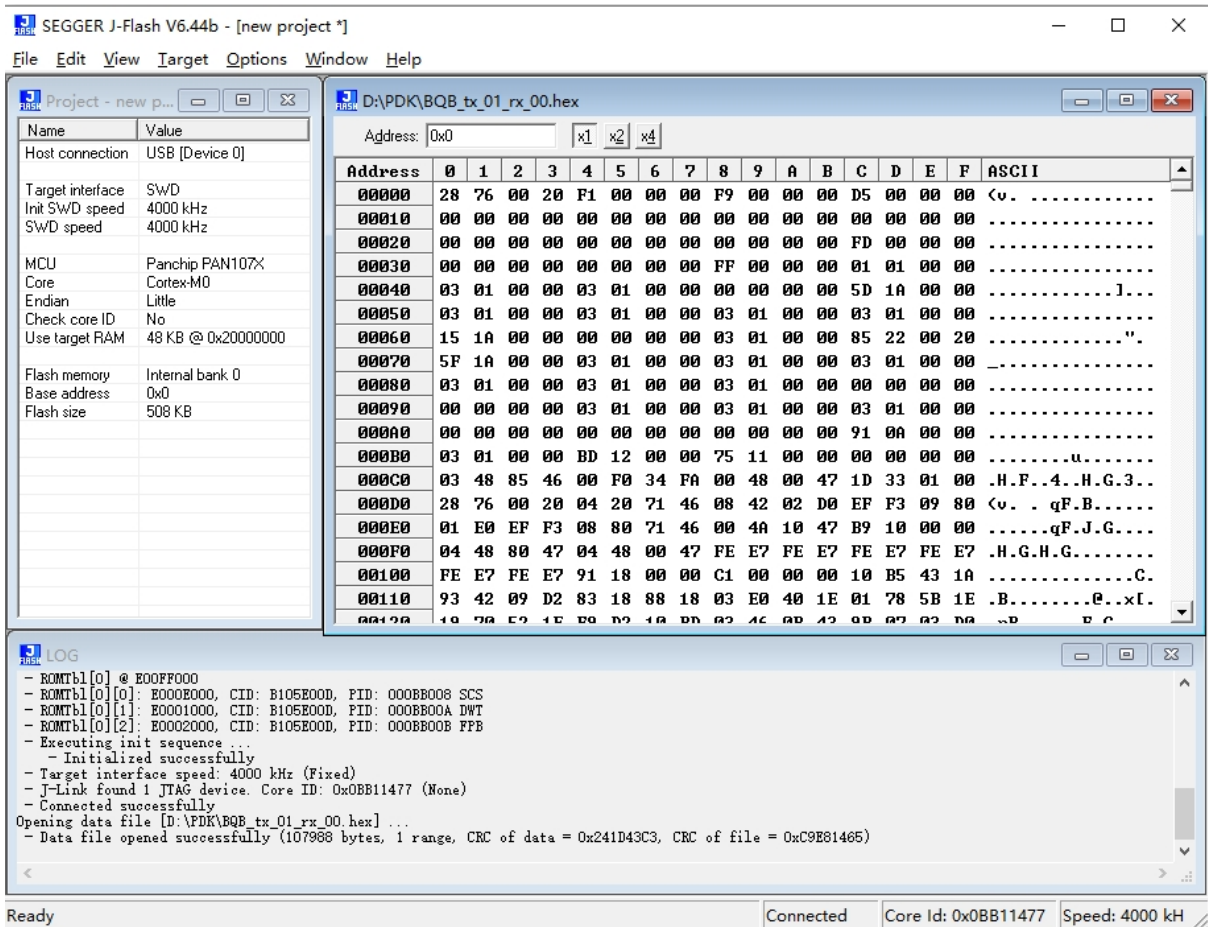 SEGGER J-Flash V6.44b - [new project *]
File Edit View Target Options Window Help
Project - new p...
Name Value
Host connection USB [Device 0]
Target interface SWD
Init SWD speed 4000 kHz
SWD speed 4000 kHz
MCU Panchip PAN107X
Core Cortex-M0
Endian Little
Check core ID No
Use target RAM 48 KB @ 0x20000000
Flash memory Internal bank 0
Base address 0x0
Flash size 508 KB
D:\PDK\BQB_tx_01_rx_00.hex
Address: 0x0 x1 x2 x4
Address 0 1 2 3 4 5 6 7 8 9 A B C D E F ASCII
00000 28 76 00 20 F1 00 00 00 F9 00 00 00 D5 00 00 00 (v. ............
00010 00 00 00 00 00 00 00 00 00 00 00 00 00 00 00 00 ................
00020 00 00 00 00 00 00 00 00 00 00 00 00 FD 00 00 00 ................
00030 00 00 00 00 00 00 00 00 FF 00 00 00 01 01 00 00 ................
00040 03 01 00 00 03 01 00 00 00 00 00 00 5D 1A 00 00 ............]...
00050 03 01 00 00 03 01 00 00 03 01 00 00 03 01 00 00 ................
00060 15 1A 00 00 00 00 00 00 03 01 00 00 85 22 00 20 .............". 
00070 5F 1A 00 00 03 01 00 00 03 01 00 00 03 01 00 00 _...............
00080 03 01 00 00 03 01 00 00 03 01 00 00 00 00 00 00 ................
00090 00 00 00 00 03 01 00 00 03 01 00 00 03 01 00 00 ................
000A0 00 00 00 00 00 00 00 00 00 00 00 00 91 0A 00 00 ................
000B0 03 01 00 00 BD 12 00 00 75 11 00 00 00 00 00 00 ........u.......
000C0 03 48 85 46 00 F0 34 FA 00 48 00 47 1D 33 01 00 .H.F..4..H.G.3..
000D0 28 76 00 20 04 20 71 46 08 42 02 D0 EF F3 09 80 (v. . qF.B......
000E0 01 E0 EF F3 08 80 71 46 00 4A 10 47 B9 10 00 00 ......qF.J.G....
000F0 04 48 80 47 04 48 00 47 FE E7 FE E7 FE E7 FE E7 .H.G.H.G........
00100 FE E7 FE E7 91 18 00 00 C1 00 00 00 10 B5 43 1A ..............C.
00110 93 42 09 D2 83 18 88 18 03 E0 40 1E 01 78 5B 1E .B........@..x[.
LOG
- ROMTbl[0] @ E00FF000
- ROMTbl[0][0]: E000E000, CID: B105E00D, PID: 000BB008 SCS
- ROMTbl[0][1]: E0001000, CID: B105E00D, PID: 000BB00A DWT
- ROMTbl[0][2]: E0002000, CID: B105E00D, PID: 000BB00B FPB
- Executing init sequence ...
- Initialized successfully
- Target interface speed: 4000 kHz (Fixed)
- J-Link found 1 JTAG device. Core ID: 0x0BB11477 (None)
- Connected successfully
Opening data file [D:\PDK\BQB_tx_01_rx_00.hex] ...
- Data file opened successfully (107988 bytes, 1 range, CRC of data = 0x241D43C3, CRC of file = 0xC9E81465)
Ready Connected Core Id: 0x0BB11477 Speed: 4000 kH